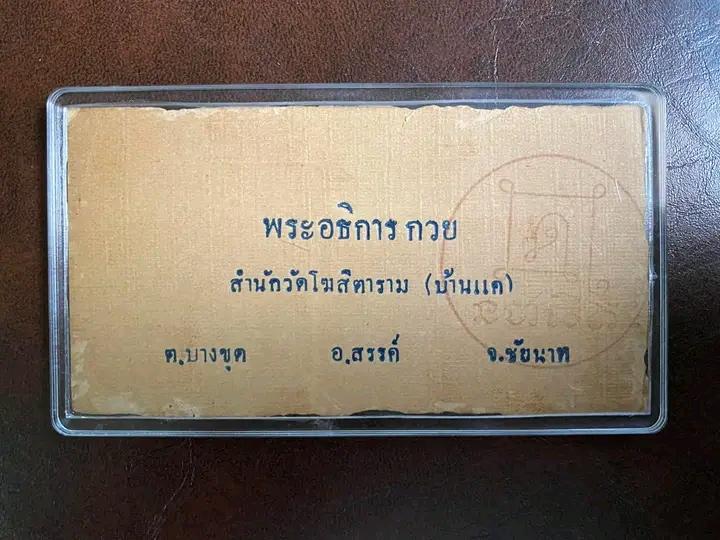 พระอธิการ กวย
สำนักวัดโฆสิตาราม (บ้านแค)
ต.บางขุด อ.สรรค์ จ.ชัยนาท